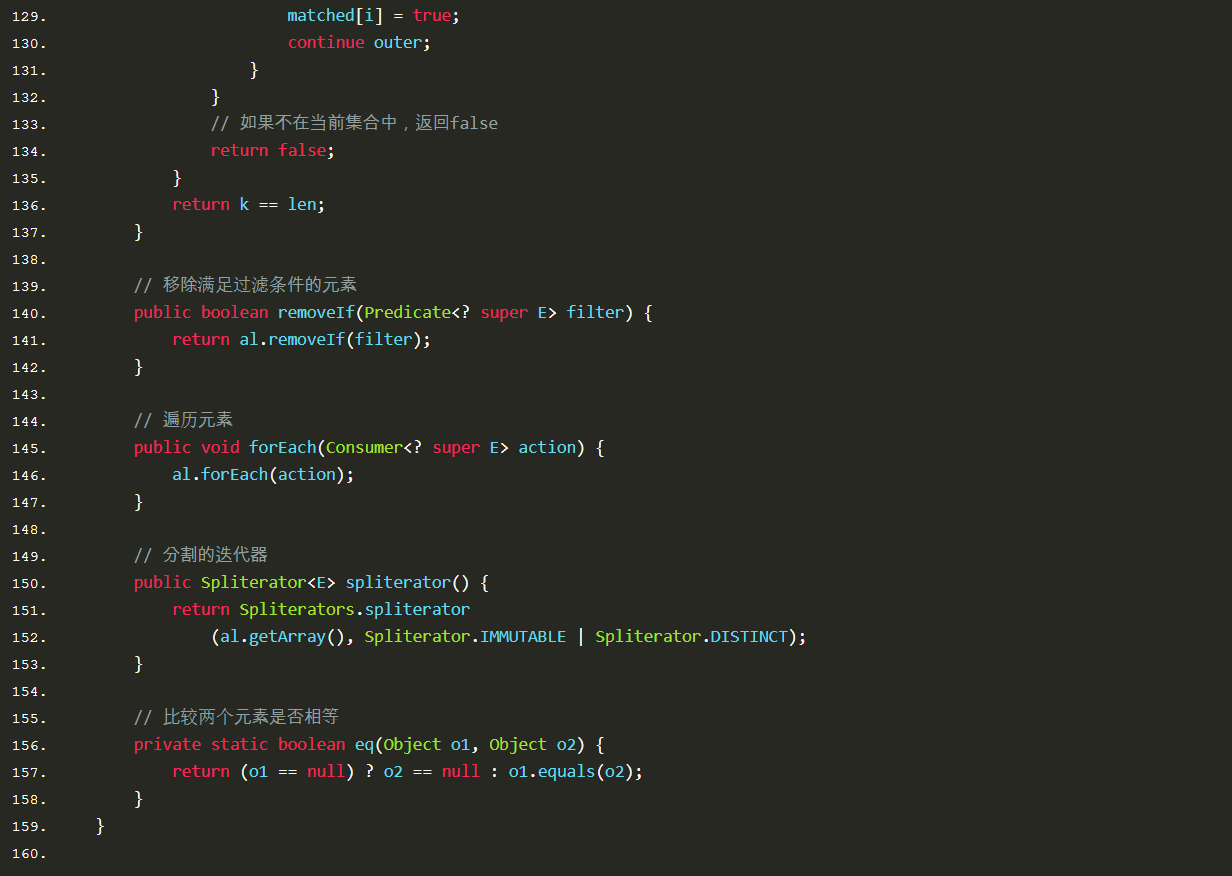 129.                         matched[i] = true;
130.                         continue outer;
131.                     }
132.                 }
133.                 // 如果不在当前集合中，返回false
134.                 return false;
135.             }
136.             return k == len;
137.         }
138.
139.         // 移除满足过滤条件的元素
140.         public boolean removeIf(Predicate<? super E> filter) {
141.             return al.removeIf(filter);
142.         }
143.
144.         // 遍历元素
145.         public void forEach(Consumer<? super E> action) {
146.             al.forEach(action);
147.         }
148.
149.         // 分割的迭代器
150.         public Spliterator<E> spliterator() {
151.             return Spliterators.spliterator
152.                 (al.getArray(), Spliterator.IMMUTABLE | Spliterator.DISTINCT);
153.         }
154.
155.         // 比较两个元素是否相等
156.         private static boolean eq(Object o1, Object o2) {
157.             return (o1 == null) ? o2 == null : o1.equals(o2);
158.         }
159.     }
160.